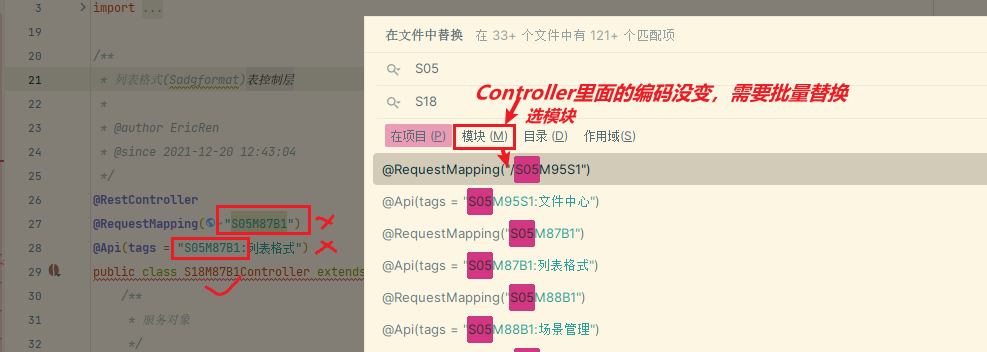 3 import ...
19
20 /**
21 * 列表格式(Sadgformat)表控制层
23 *
24 * @author EricRen
24 * @since 2021-12-20 12:43:04
25 */
26 @RestController
27 @RequestMapping("S05M87B1")
28 @Api(tags = "S05M87B1:列表格式")
29 public class S18M87B1Controller extends
30 /**
31 * 服务对象
32 */
在文件中替换 在 33+ 个文件中有 121+ 个匹配项
S05
S18
Controller里面的编码没变，需要批量替换
选模块
在项目 (P) 模块 (M) 目录 (D) 作用域(S)
@RequestMapping("/S05M95S1")
@Api(tags = "S05M95S1:文件中心")
@RequestMapping("S05M87B1")
@Api(tags = "S05M87B1:列表格式")
@RequestMapping("S05M88B1")
@Api(tags = "S05M88B1:场景管理")